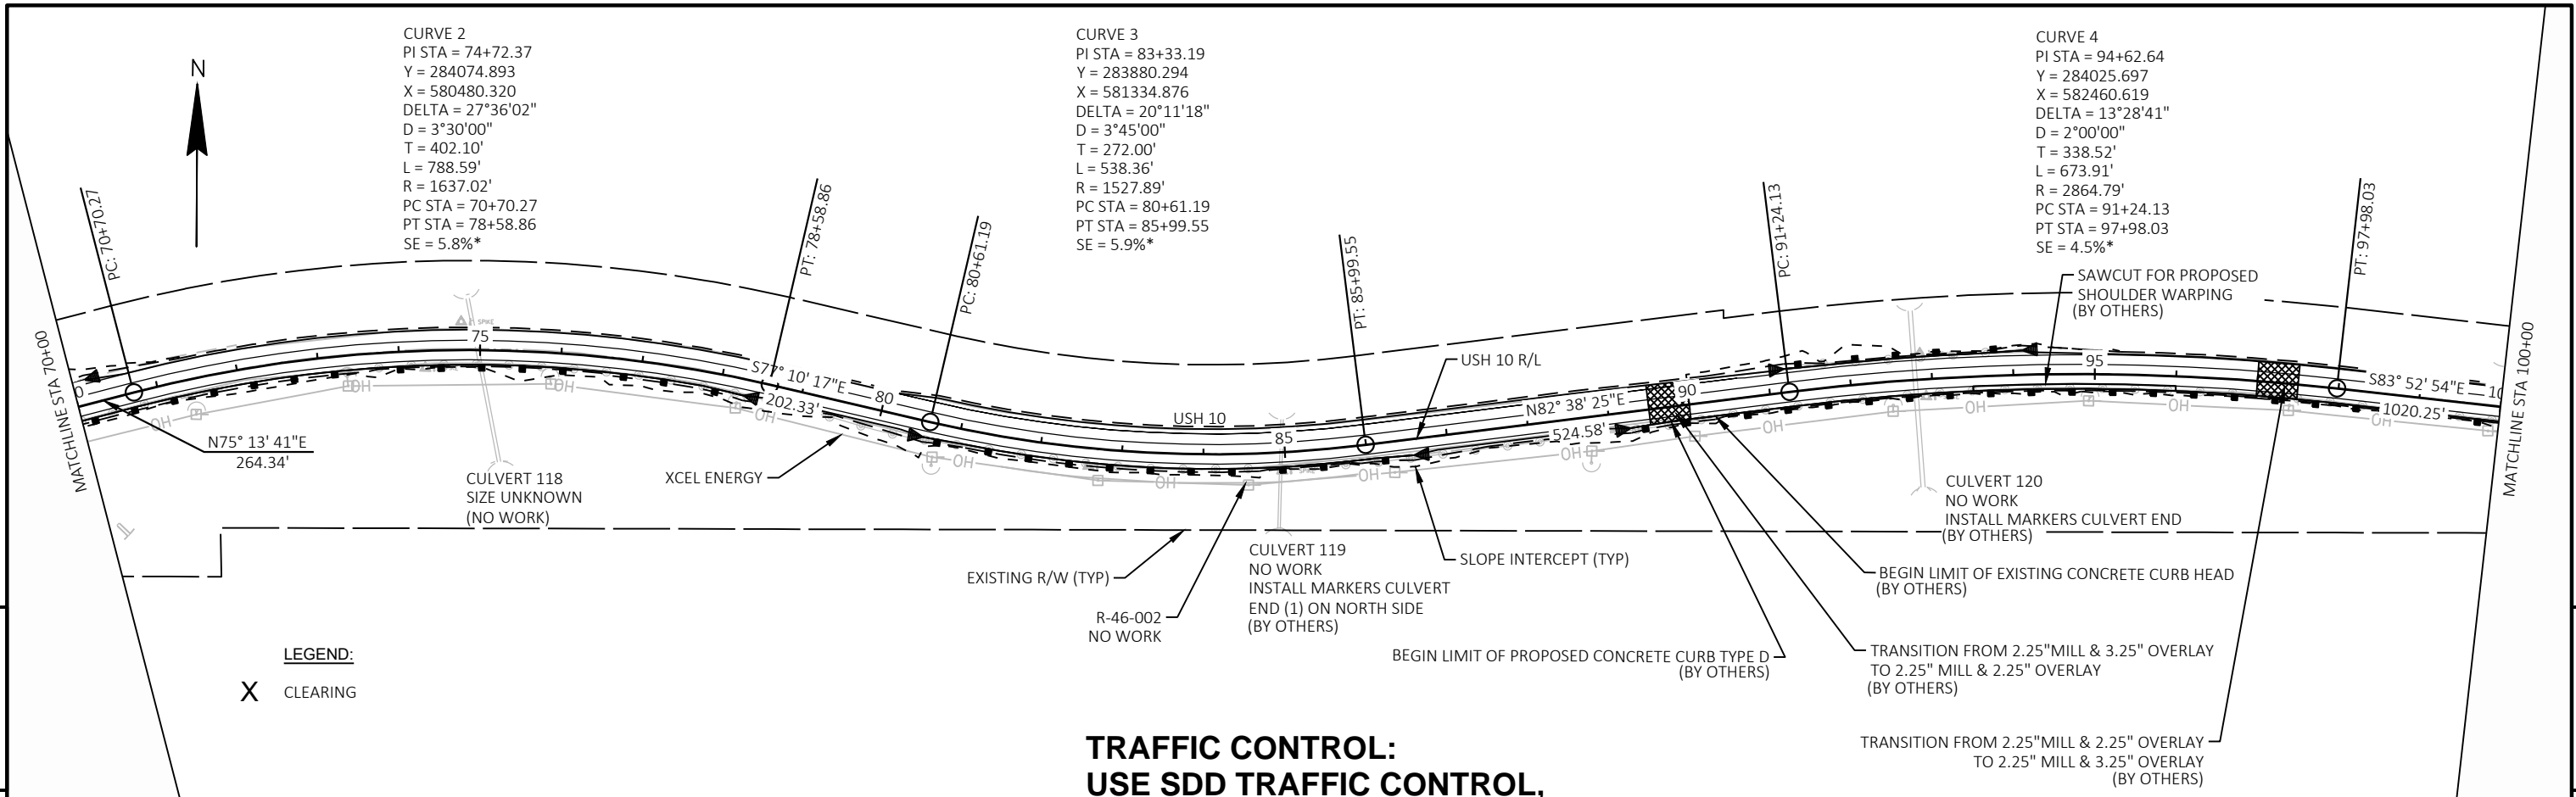 CURVE 2
PI STA = 74+72.37
Y = 284074.893
X = 580480.320
DELTA = 27°36'02"
D = 3°30'00"
T = 402.10'
L = 788.59'
R = 1637.02'
PC STA = 70+70.27
PT STA = 78+58.86
SE = 5.8%*
CURVE 3
PI STA = 83+33.19
Y = 283880.294
X = 581334.876
DELTA = 20°11'18"
D = 3°45'00"
T = 272.00'
L = 538.36'
R = 1527.89'
PC STA = 80+61.19
PT STA = 85+99.55
SE = 5.9%*
CURVE 4
PI STA = 94+62.64
Y = 284025.697
X = 582460.619
DELTA = 13°28'41"
D = 2°00'00"
T = 338.52'
L = 673.91'
R = 2864.79'
PC STA = 91+24.13
PT STA = 97+98.03
SE = 4.5%*
N
PC: 70+70.27
PT: 78+58.86
PC: 80+61.19
PT: 85+99.55
PC: 91+24.13
PT: 97+98.03
SAWCUT FOR PROPOSED
SHOULDER WARPING
(BY OTHERS)
MATCHLINE STA 70+00
MATCHLINE STA 100+00
SPIKE
0
75
S77° 10' 17"E
202.33'
80
USH 10
85
USH 10 R/L
N82° 38' 25"E
524.58'
90
95
S83° 52' 54"E
1020.25'
10
N75° 13' 41"E
264.34'
OH
OH
OH
OH
OH
OH
OH
OH
OH
OH
OH
CULVERT 118
SIZE UNKNOWN
(NO WORK)
XCEL ENERGY
EXISTING R/W (TYP)
R-46-002
NO WORK
CULVERT 119
NO WORK
INSTALL MARKERS CULVERT
END (1) ON NORTH SIDE
(BY OTHERS)
SLOPE INTERCEPT (TYP)
CULVERT 120
NO WORK
INSTALL MARKERS CULVERT END
(BY OTHERS)
BEGIN LIMIT OF EXISTING CONCRETE CURB HEAD
(BY OTHERS)
BEGIN LIMIT OF PROPOSED CONCRETE CURB TYPE D
(BY OTHERS)
TRANSITION FROM 2.25"MILL & 3.25" OVERLAY
TO 2.25" MILL & 2.25" OVERLAY
(BY OTHERS)
TRANSITION FROM 2.25"MILL & 2.25" OVERLAY
TO 2.25" MILL & 3.25" OVERLAY
(BY OTHERS)
LEGEND:
X CLEARING
TRAFFIC CONTROL:
USE SDD TRAFFIC CONTROL,